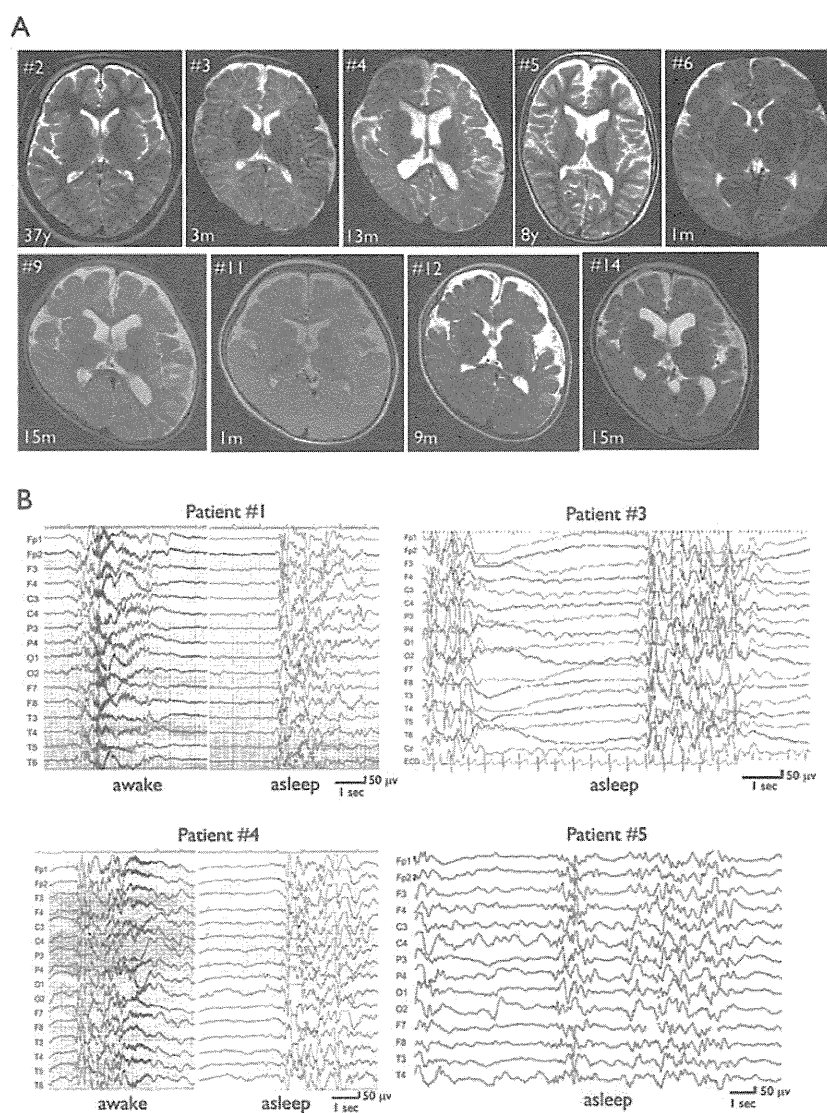 A
#2 #3 #4 #5 #6
37y 3m 13m 8y 1m
#9 #11 #12 #14
15m 1m 9m 15m
B
Patient #1
Fp1
Fp2
F3
F4
C3
C4
P3
P4
O1
O2
F7
F8
T3
T4
T5
T6
awake asleep 50 μv
1 sec
Patient #3
Fp1
Fp2
F3
F4
C3
C4
P3
P4
O1
O2
F7
F8
T3
T4
T5
T6
Cz
ECG
asleep 50 μv
1 sec
Patient #4
Fp1
Fp2
F3
F4
C3
C4
P3
P4
O1
O2
F7
F8
T3
T4
T5
T6
awake asleep 50 μv
1 sec
Patient #5
Fp1
Fp2
F3
F4
C3
C4
P3
P4
O1
O2
F7
F8
T3
T4
asleep 50 μv
1 sec